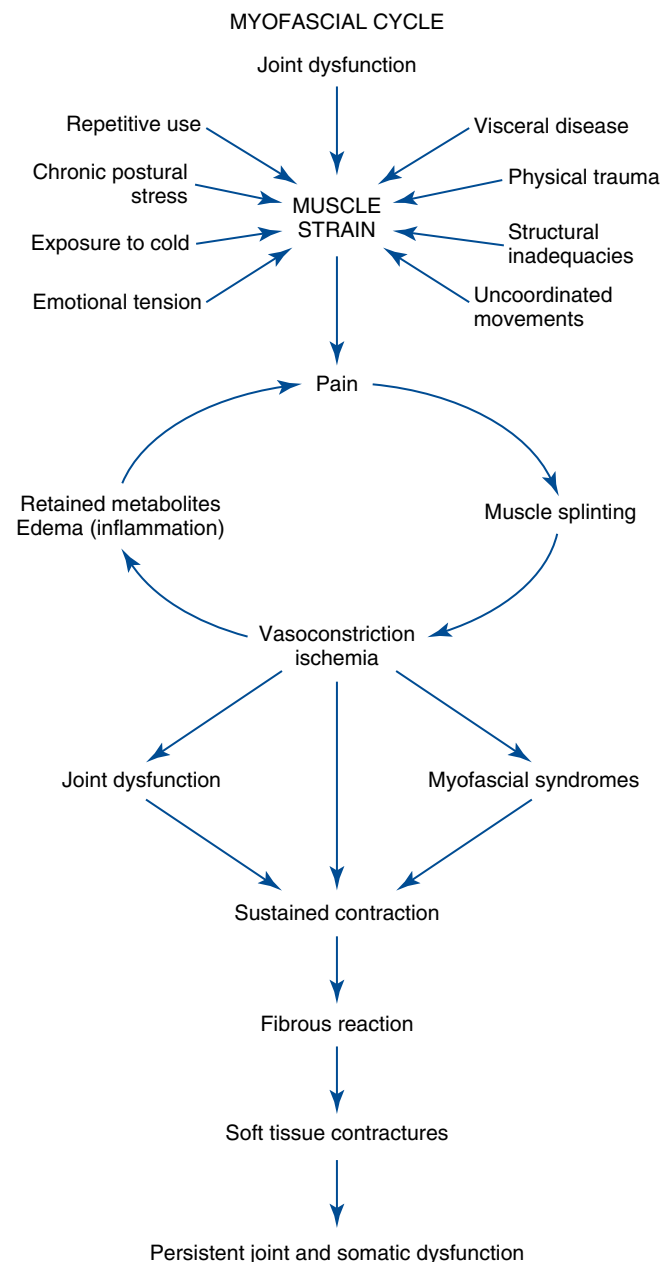 MYOFASCIAL CYCLE
Joint dysfunction
Repetitive use
Visceral disease
Chronic postural
stress
Physical trauma
MUSCLE
STRAIN
Exposure to cold
Structural
inadequacies
Emotional tension
Uncoordinated
movements
Pain
Retained metabolites
Edema (inflammation)
Muscle splinting
Vasoconstriction
ischemia
Joint dysfunction
Myofascial syndromes
Sustained contraction
Fibrous reaction
Soft tissue contractures
Persistent joint and somatic dysfunction